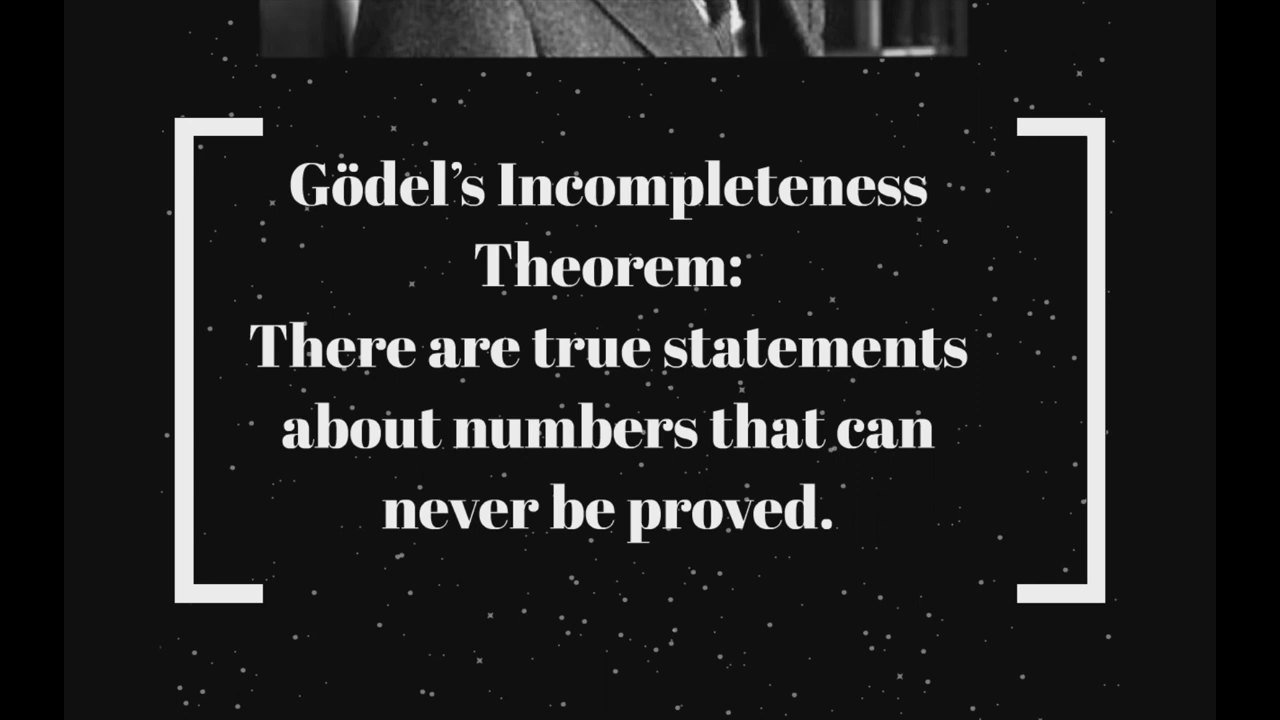 Gödel’s Incompleteness
Theorem:
There are true statements
about numbers that can
never be proved.